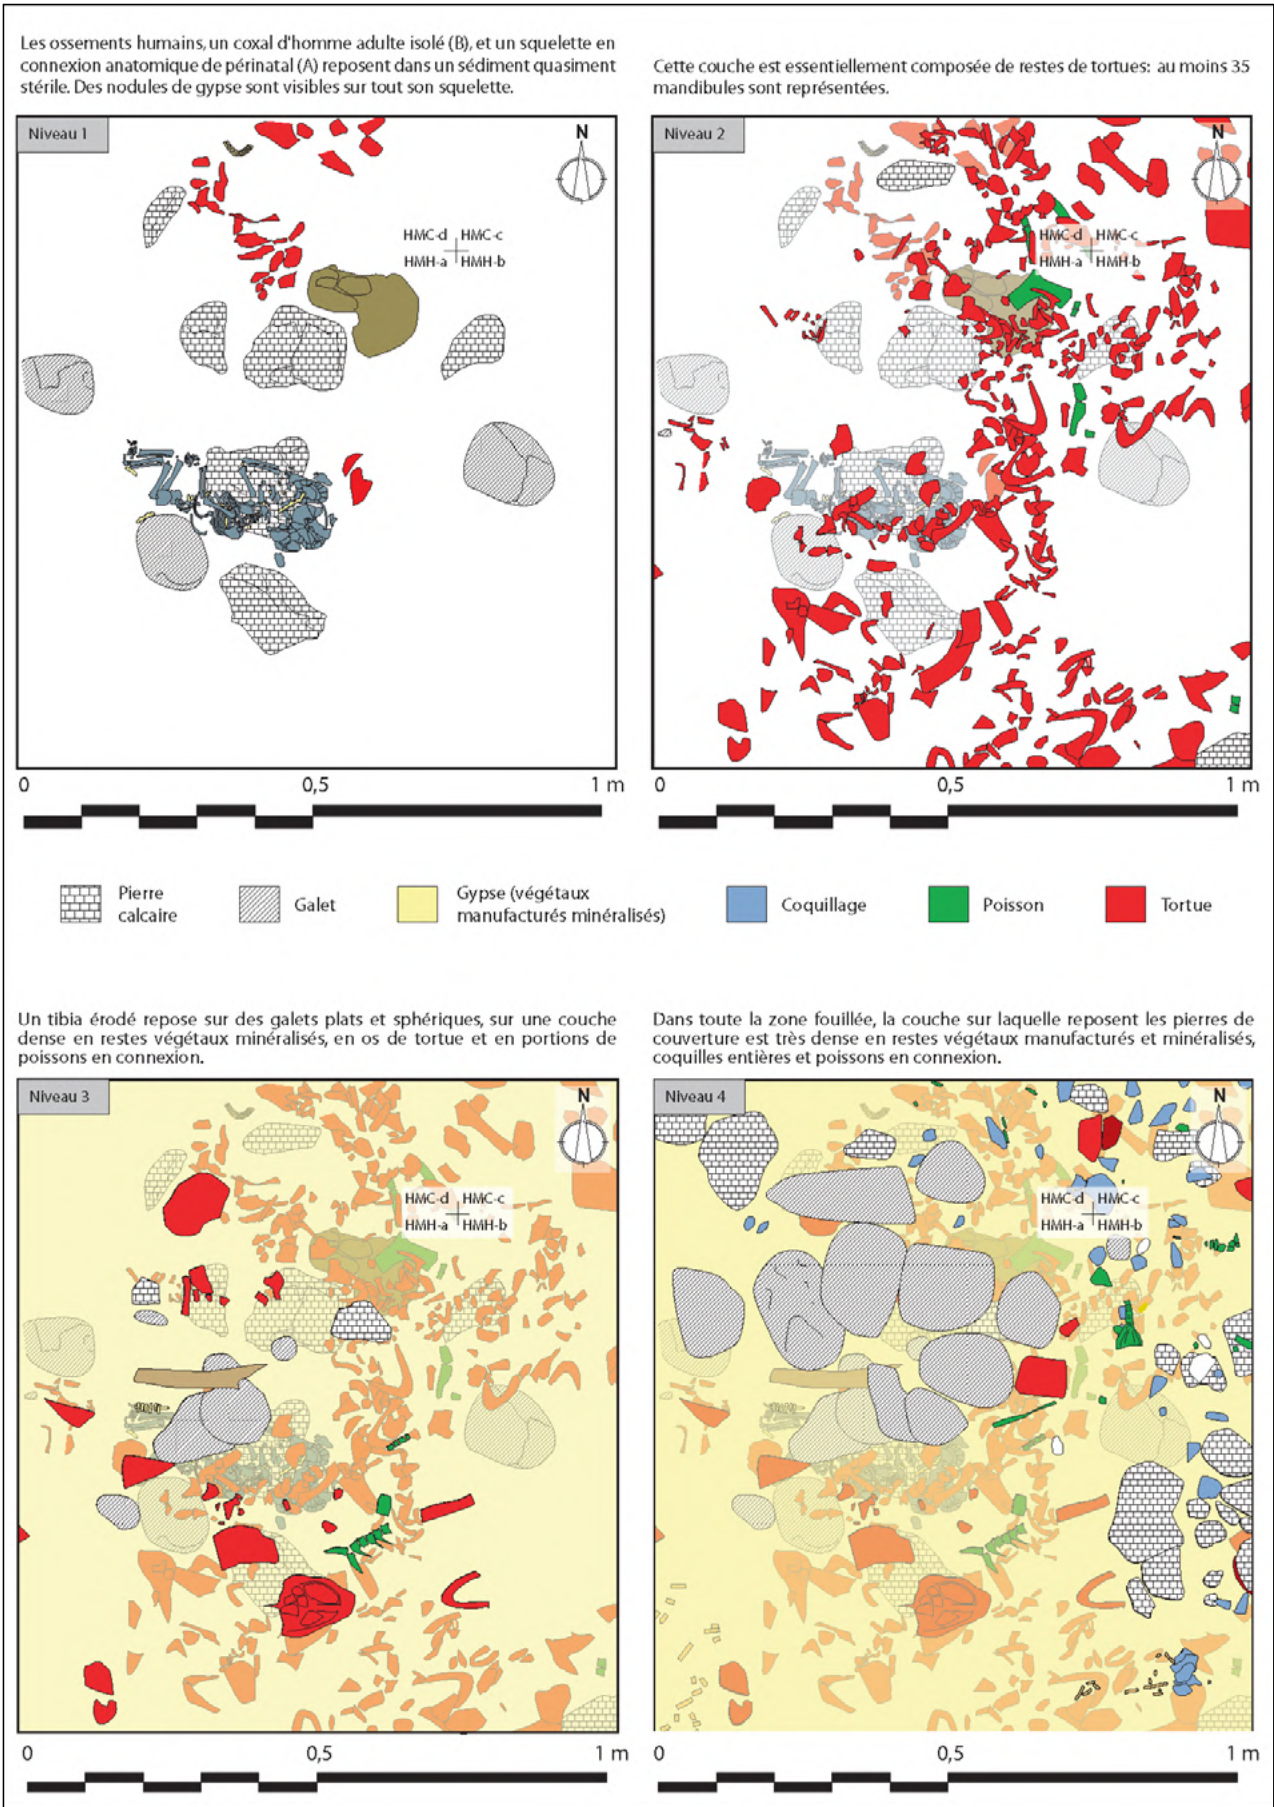 Les ossements humains, un coxal d'homme adulte isolé (B), et un squelette en
connexion anatomique de périnatal (A) reposent dans un sédiment quasiment
stérile. Des nodules de gypse sont visibles sur tout son squelette.
Cette couche est essentiellement composée de restes de tortues: au moins 35
mandibules sont représentées.
Niveau 1
N
HMC-d HMC-c
HMH-a HMH-b
Niveau 2
N
HMC-d HMC-c
HMH-a HMH-b
0 0,5 1 m
0 0,5 1 m
Pierre
calcaire
Galet
Gypse (végétaux
manufacturés minéralisés)
Coquillage
Poisson
Tortue
Un tibia érodé repose sur des galets plats et sphériques, sur une couche
dense en restes végétaux minéralisés, en os de tortue et en portions de
poissons en connexion.
Dans toute la zone fouillée, la couche sur laquelle reposent les pierres de
couverture est très dense en restes végétaux manufacturés et minéralisés,
coquilles entières et poissons en connexion.
Niveau 3
N
HMC-d HMC-c
HMH-a HMH-b
Niveau 4
N
HMC-d HMC-c
HMH-a HMH-b
0 0,5 1 m
0 0,5 1 m